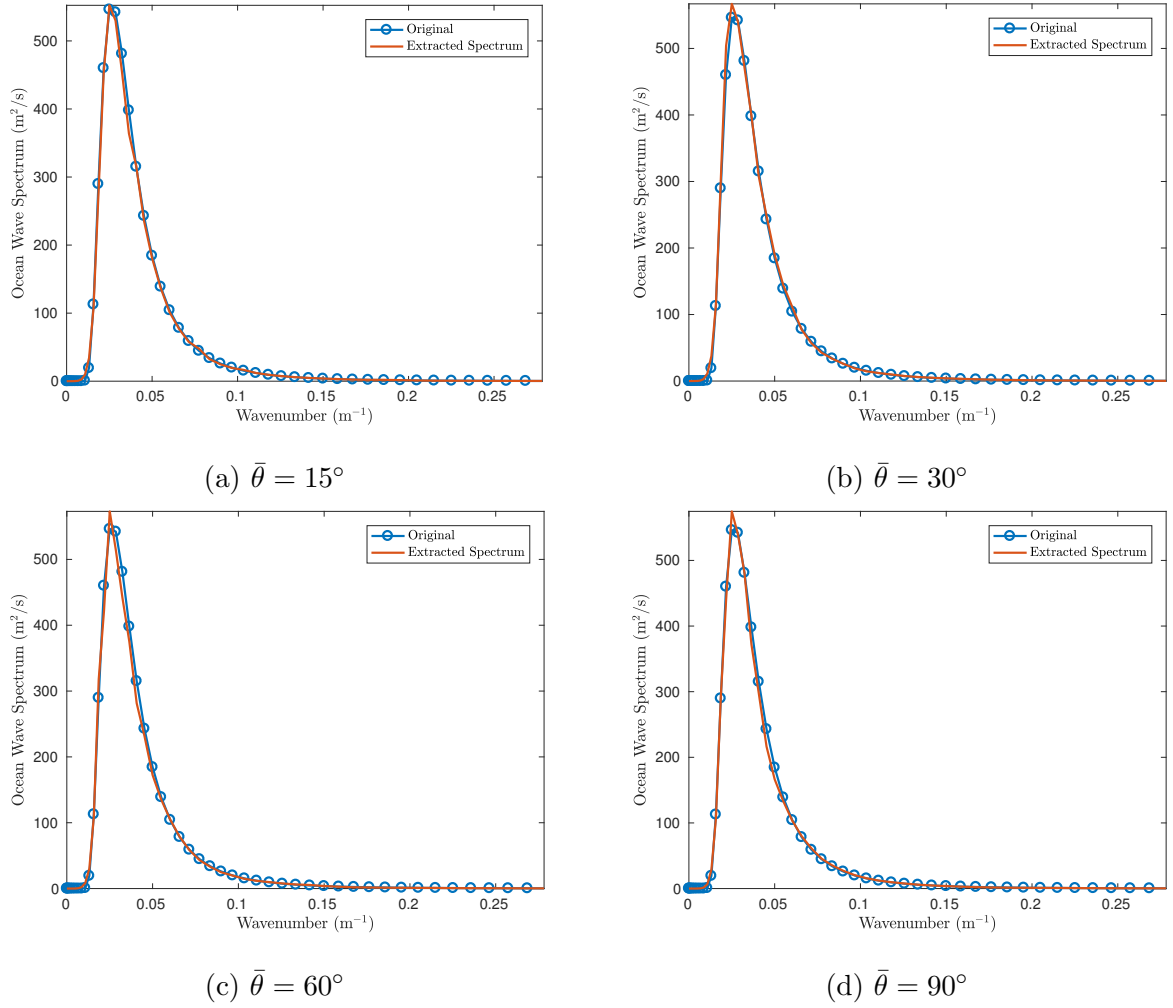 Original
Extracted Spectrum
Ocean Wave Spectrum (m²/s)
500
400
300
200
100
0
0 0.05 0.1 0.15 0.2 0.25
Wavenumber (m⁻¹)
(a) θ̄ = 15°
Original
Extracted Spectrum
Ocean Wave Spectrum (m²/s)
500
400
300
200
100
0
0 0.05 0.1 0.15 0.2 0.25
Wavenumber (m⁻¹)
(b) θ̄ = 30°
Original
Extracted Spectrum
Ocean Wave Spectrum (m²/s)
500
400
300
200
100
0
0 0.05 0.1 0.15 0.2 0.25
Wavenumber (m⁻¹)
(c) θ̄ = 60°
Original
Extracted Spectrum
Ocean Wave Spectrum (m²/s)
500
400
300
200
100
0
0 0.05 0.1 0.15 0.2 0.25
Wavenumber (m⁻¹)
(d) θ̄ = 90°